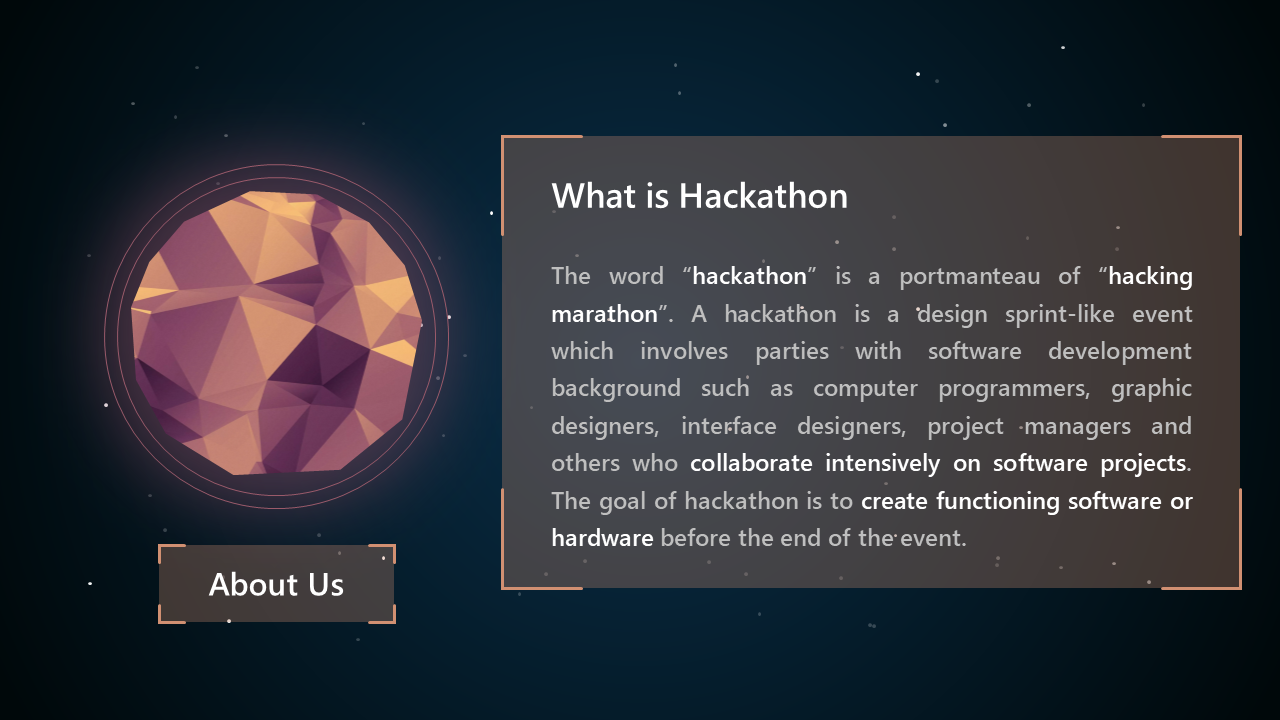 What is Hackathon
The word “hackathon” is a portmanteau of “hacking
marathon”. A hackathon is a design sprint-like event
which involves parties with software development
background such as computer programmers, graphic
designers, interface designers, project managers and
others who collaborate intensively on software projects.
The goal of hackathon is to create functioning software or
hardware before the end of the event.
About Us